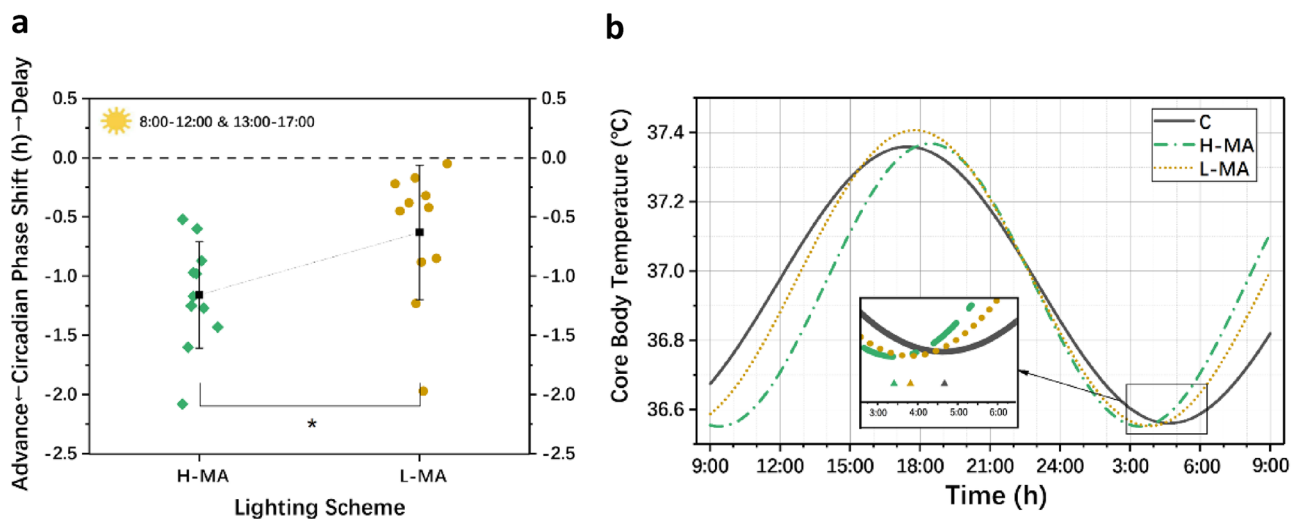 a
Advance←Circadian Phase Shift (h)→Delay
8:00-12:00 & 13:00-17:00
0.5
0.0
-0.5
-1.0
-1.5
-2.0
-2.5
0.5
0.0
-0.5
-1.0
-1.5
-2.0
-2.5
*
H-MA
L-MA
Lighting Scheme
b
Core Body Temperature (℃)
37.4
37.2
37.0
36.8
36.6
C
H-MA
L-MA
3:00
4:00
5:00
6:00
9:00
12:00
15:00
18:00
21:00
24:00
3:00
6:00
9:00
Time (h)